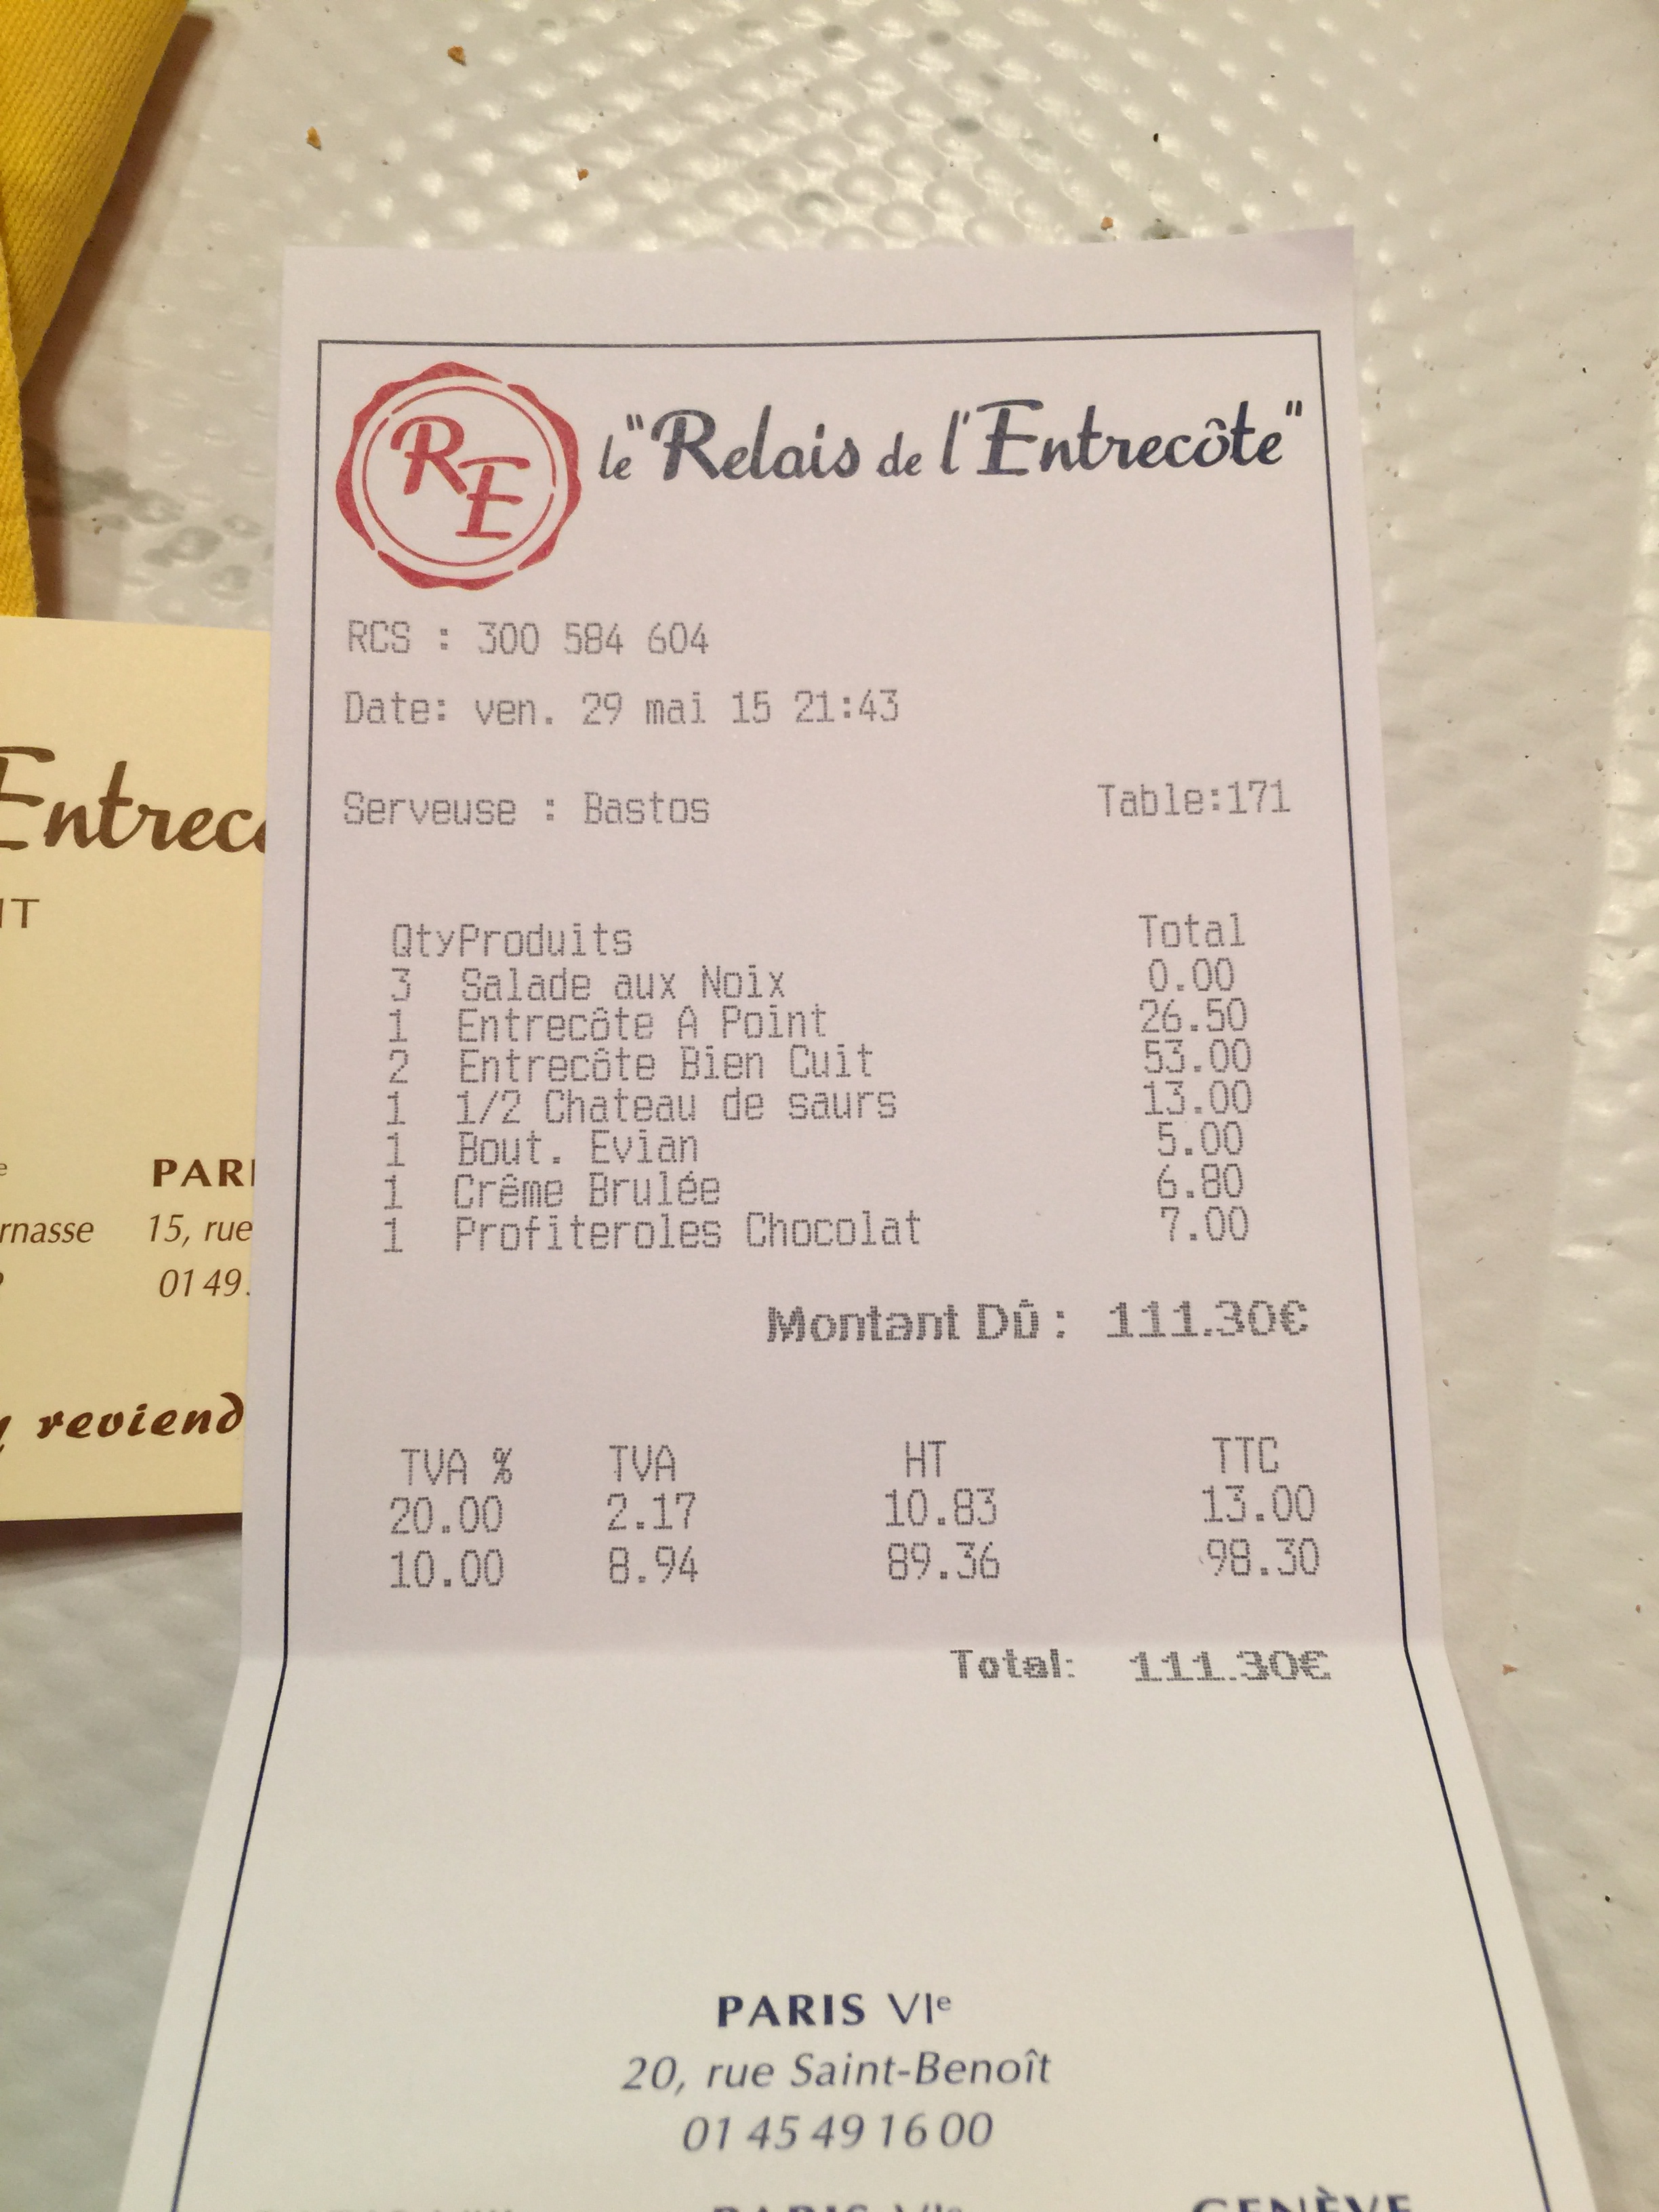 RE
le "Relais de l'Entrecôte"
RCS : 300 584 604
Date: ven. 29 mai 15 21:43
Serveuse : Bastos Table:171
QtyProduits Total
3 Salade aux Noix 0.00
1 Entrecôte A Point 26.50
2 Entrecôte Bien Cuit 53.00
1 1/2 Chateau de saurs 13.00
1 Bout. Evian 5.00
1 Crême Brulée 6.80
1 Profiteroles Chocolat 7.00
Montant Dû : 111.30€
TVA % TVA HT TTC
20.00 2.17 10.83 13.00
10.00 8.94 89.36 98.30
Total: 111.30€
PARIS VIe
20, rue Saint-Benoît
01 45 49 16 00
PARIS VIe GENÈVE
Entrecô
IT
PARI
rnasse 15, rue
01 49
y reviend